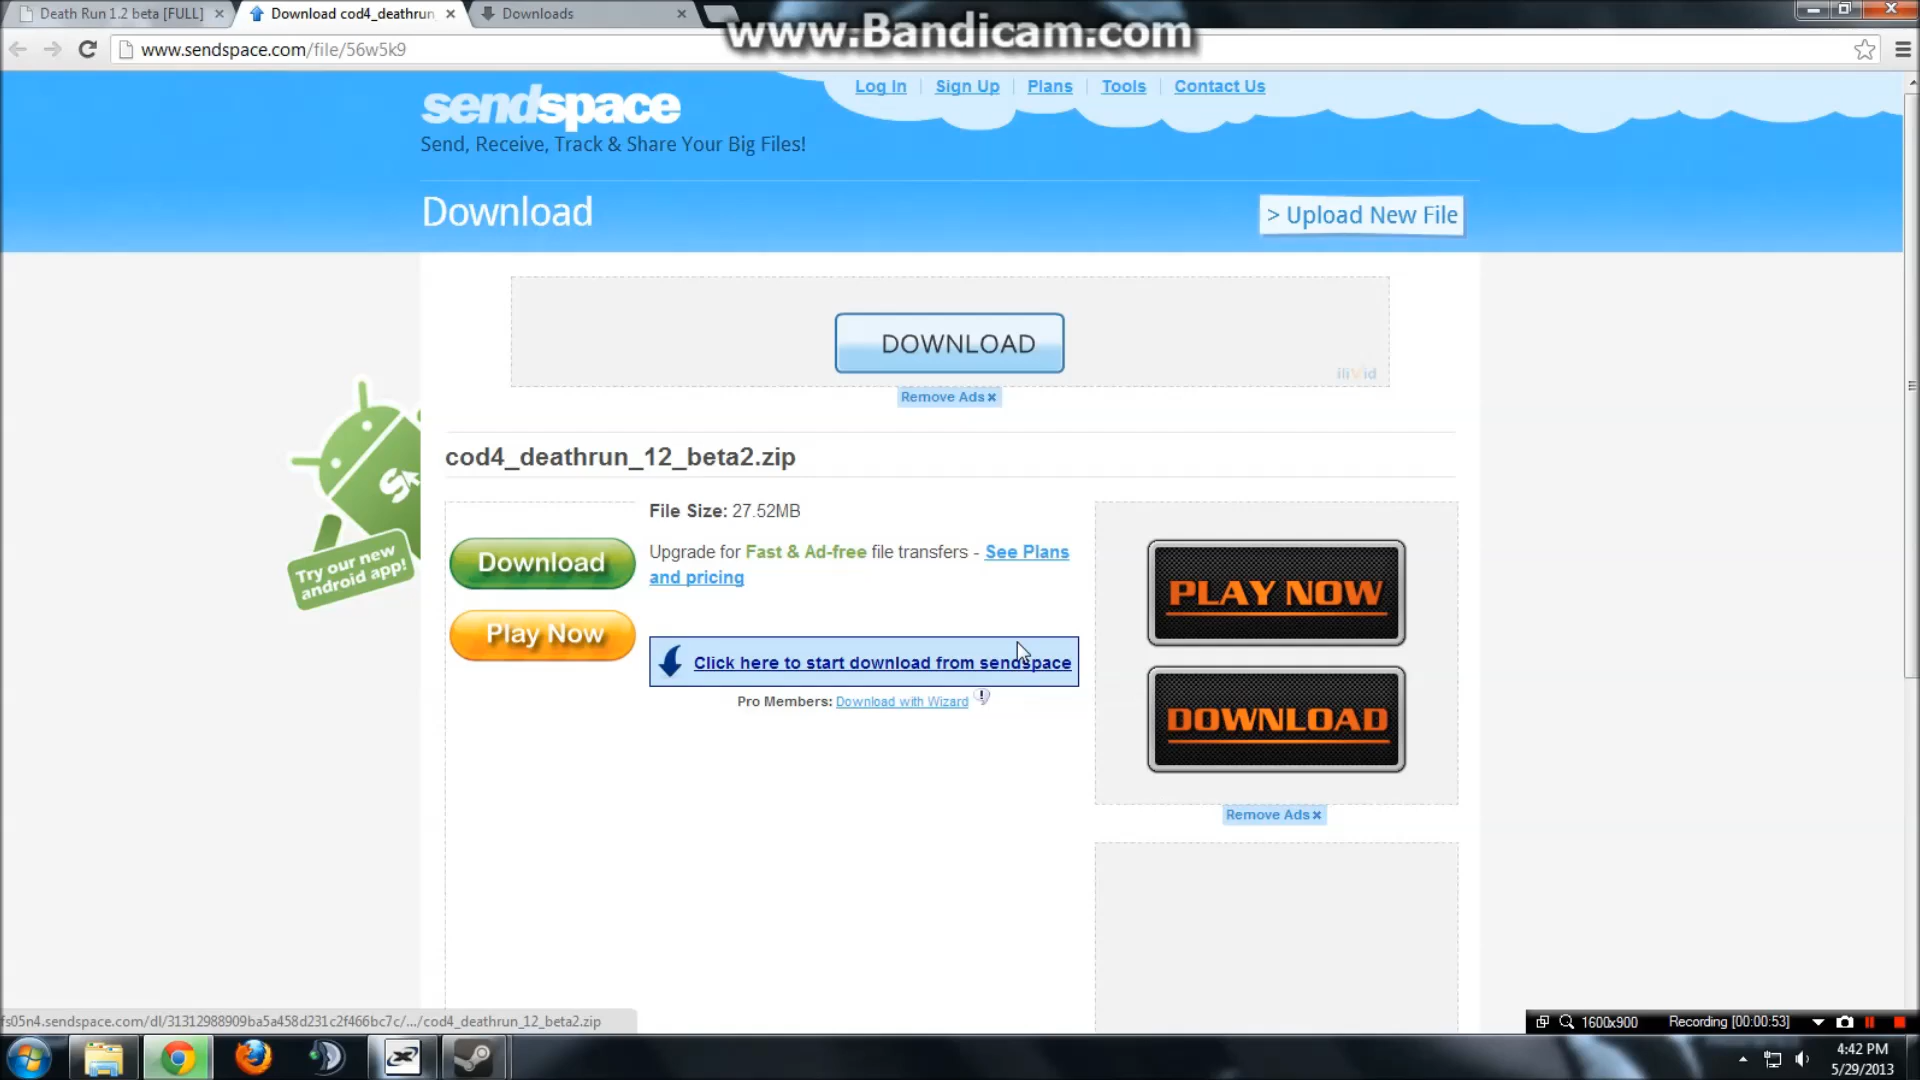 Death Run 1.2 beta [FULL]
Download cod4_deathrun
Downloads
www.Bandicam.com
www.sendspace.com/file/56w5k9
Log In
Sign Up
Plans
Tools
Contact Us
sendspace
Send, Receive, Track & Share Your Big Files!
Download
> Upload New File
DOWNLOAD
iliVid
Remove Ads x
cod4_deathrun_12_beta2.zip
File Size: 27.52MB
Download
Upgrade for Fast & Ad-free file transfers - See Plans
and pricing
Play Now
Click here to start download from sendspace
Pro Members: Download with Wizard
PLAY NOW
DOWNLOAD
Remove Ads x
S
Try our new
android app!
fs05n4.sendspace.com/dl/31312988909ba5a458d231c2f466bc7c/.../cod4_deathrun_12_beta2.zip
1600x900
Recording [00:00:53]
4:42 PM
5/29/2013